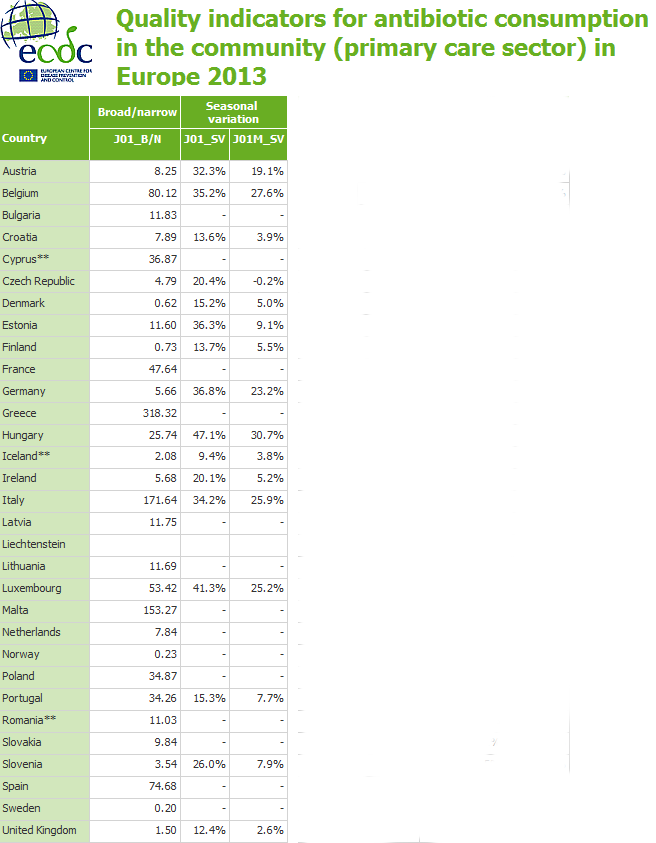 ecdc
EUROPEAN CENTRE FOR
DISEASE PREVENTION
AND CONTROL
Quality indicators for antibiotic consumption
in the community (primary care sector) in
Europe 2013
Country Broad/narrow Seasonal
variation
J01_B/N J01_SV J01M_SV
Austria 8.25 32.3% 19.1%
Belgium 80.12 35.2% 27.6%
Bulgaria 11.83 - -
Croatia 7.89 13.6% 3.9%
Cyprus** 36.87 - -
Czech Republic 4.79 20.4% -0.2%
Denmark 0.62 15.2% 5.0%
Estonia 11.60 36.3% 9.1%
Finland 0.73 13.7% 5.5%
France 47.64 - -
Germany 5.66 36.8% 23.2%
Greece 318.32 - -
Hungary 25.74 47.1% 30.7%
Iceland** 2.08 9.4% 3.8%
Ireland 5.68 20.1% 5.2%
Italy 171.64 34.2% 25.9%
Latvia 11.75 - -
Liechtenstein
Lithuania 11.69 - -
Luxembourg 53.42 41.3% 25.2%
Malta 153.27 - -
Netherlands 7.84 - -
Norway 0.23 - -
Poland 34.87 - -
Portugal 34.26 15.3% 7.7%
Romania** 11.03 - -
Slovakia 9.84 - -
Slovenia 3.54 26.0% 7.9%
Spain 74.68 - -
Sweden 0.20 - -
United Kingdom 1.50 12.4% 2.6%